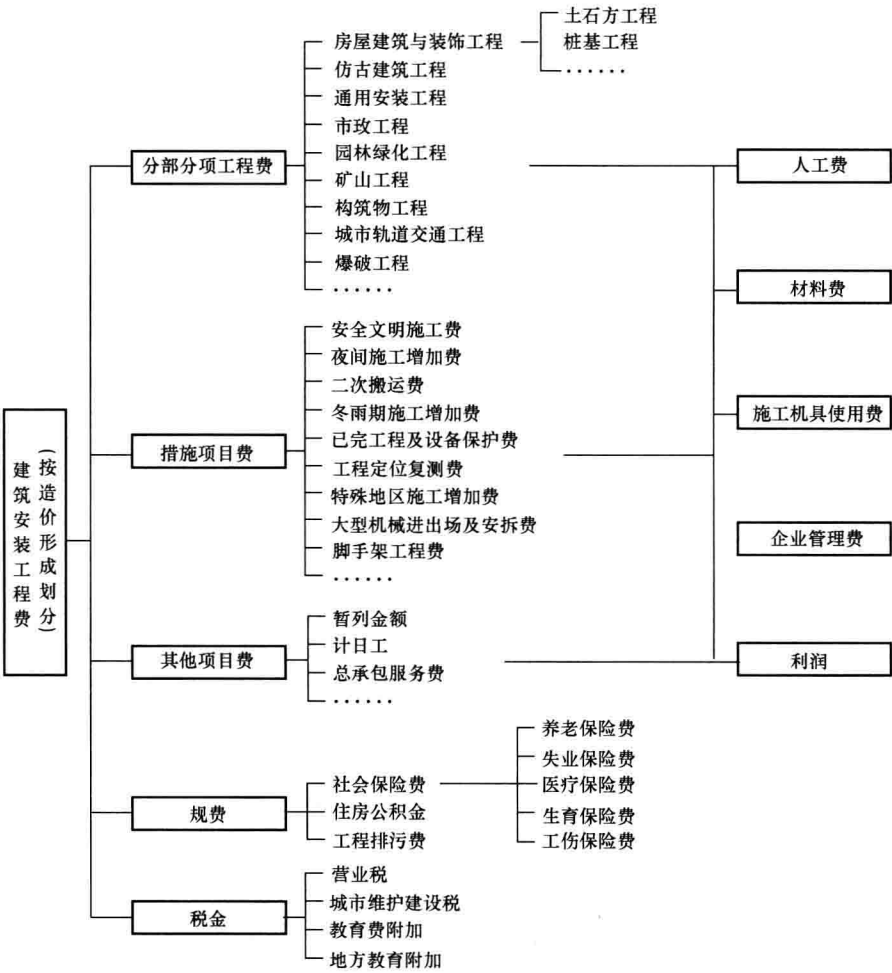 建筑安装工程费
(按造价形成划分)
分部分项工程费
房屋建筑与装饰工程
土石方工程
桩基工程
······
仿古建筑工程
通用安装工程
市玫工程
园林绿化工程
矿山工程
构筑物工程
城市轨道交通工程
爆破工程
······
措施项目费
安全文明施工费
夜间施工增加费
二次搬运费
冬雨期施工增加费
已完工程及设备保护费
工程定位复测费
特殊地区施工增加费
大型机械进出场及安拆费
脚手架工程费
······
其他项目费
暂列金额
计日工
总承包服务费
······
人工费
材料费
施工机具使用费
企业管理费
利润
规费
社会保险费
养老保险费
失业保险费
医疗保险费
生育保险费
工伤保险费
住房公积金
工程排污费
税金
营业税
城市维护建设税
教育费附加
地方教育附加